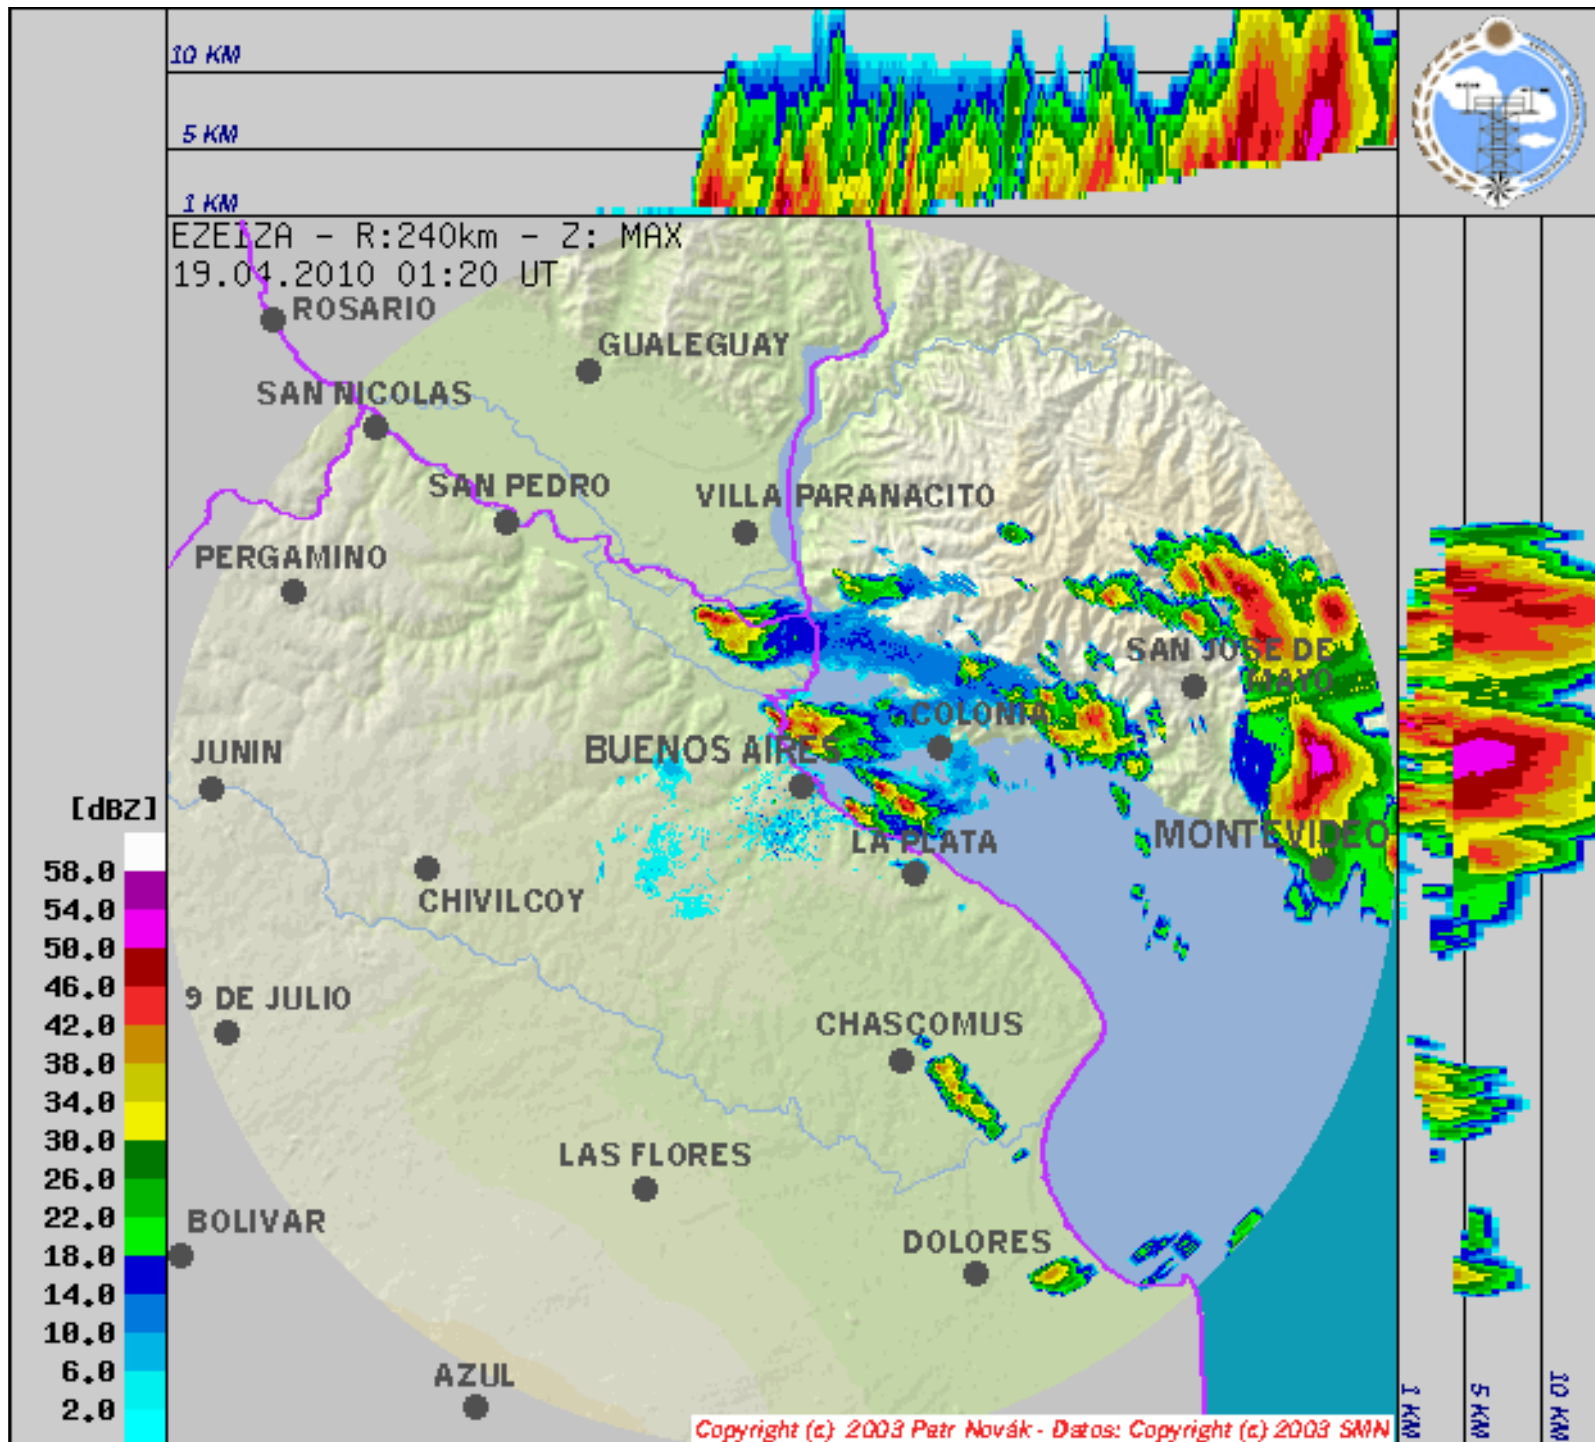 10 KM
5 KM
1 KM
EZEIZA - R:240km - Z: MAX
19.04.2010 01:20 UT
ROSARIO
GUALEGUAY
SAN NICOLAS
SAN PEDRO
VILLA PARANACITO
PERGAMINO
SAN JOSE DE
MAYO
COLONIA
JUNIN
BUENOS AIRES
MONTEVIDEO
LA PLATA
CHIVILCOY
9 DE JULIO
CHASCOMUS
LAS FLORES
BOLIVAR
DOLORES
AZUL
[dBZ]
58.0
54.0
50.0
46.0
42.0
38.0
34.0
30.0
26.0
22.0
18.0
14.0
10.0
6.0
2.0
1 KM
5 KM
10 KM
Copyright (c) 2003 Petr Novák - Datos: Copyright (c) 2003 SMN